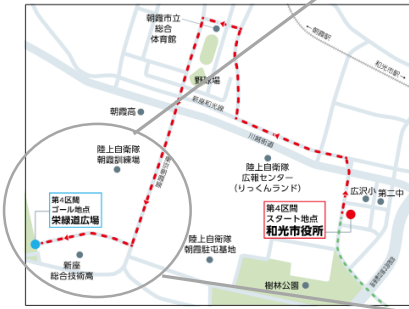 朝霞市立
総合
体育館
←朝霞駅
和光市駅→
野球場
新座和光線
朝霞高
川越街道
陸上自衛隊
朝霞訓練場
陸上自衛隊
広報センター
(りっくんランド)
広沢小
第二中
第4区間
ゴール地点
栄緑道広場
第4区間
スタート地点
和光市役所
新座
総合技術高
陸上自衛隊
朝霞駐屯基地
樹林公園